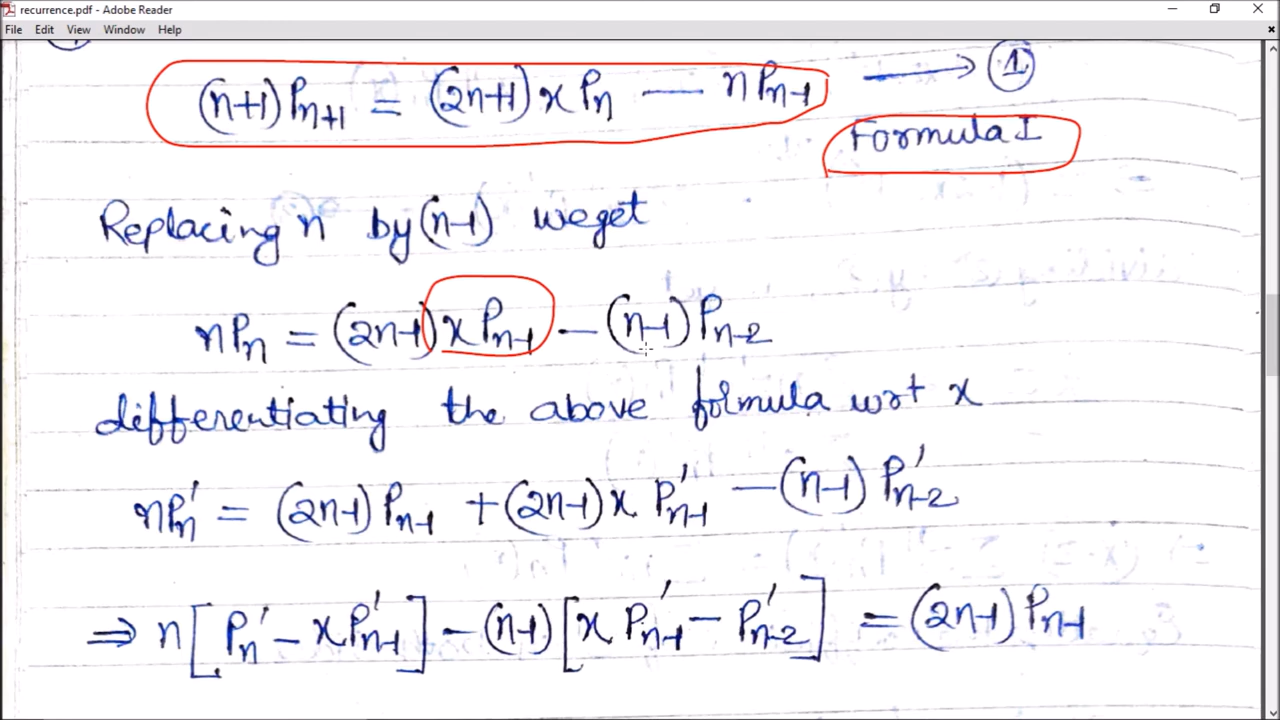 recurrence.pdf - Adobe Reader
File Edit View Window Help
(n+1) Pₙ₊₁ = (2n+1) x Pₙ — n Pₙ₋₁ ⟶ ①
Formula I
Replacing n by (n-1) we get
nPₙ = (2n-1) x Pₙ₋₁ — (n-1) Pₙ₋₂
differentiating the above formula wrt x
nPₙ' = (2n-1) Pₙ₋₁ + (2n-1) x P'ₙ₋₁ — (n-1) P'ₙ₋₂
⇒ n [Pₙ' - x P'ₙ₋₁] - (n-1) [x P'ₙ₋₁ - P'ₙ₋₂] = (2n-1) Pₙ₋₁